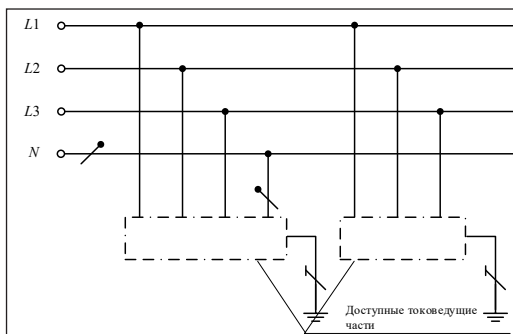 L1
L2
L3
N
Доступные токоведущие
части